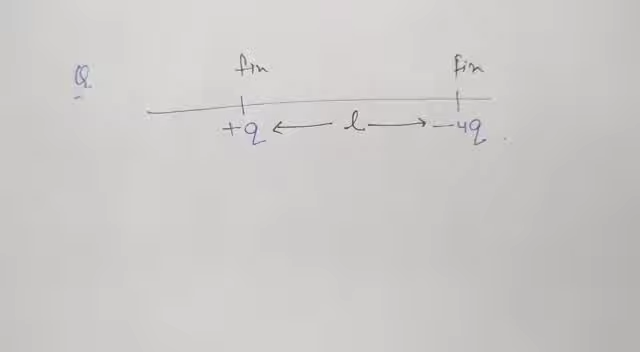 Q
fix fix
+q ← l → -4q